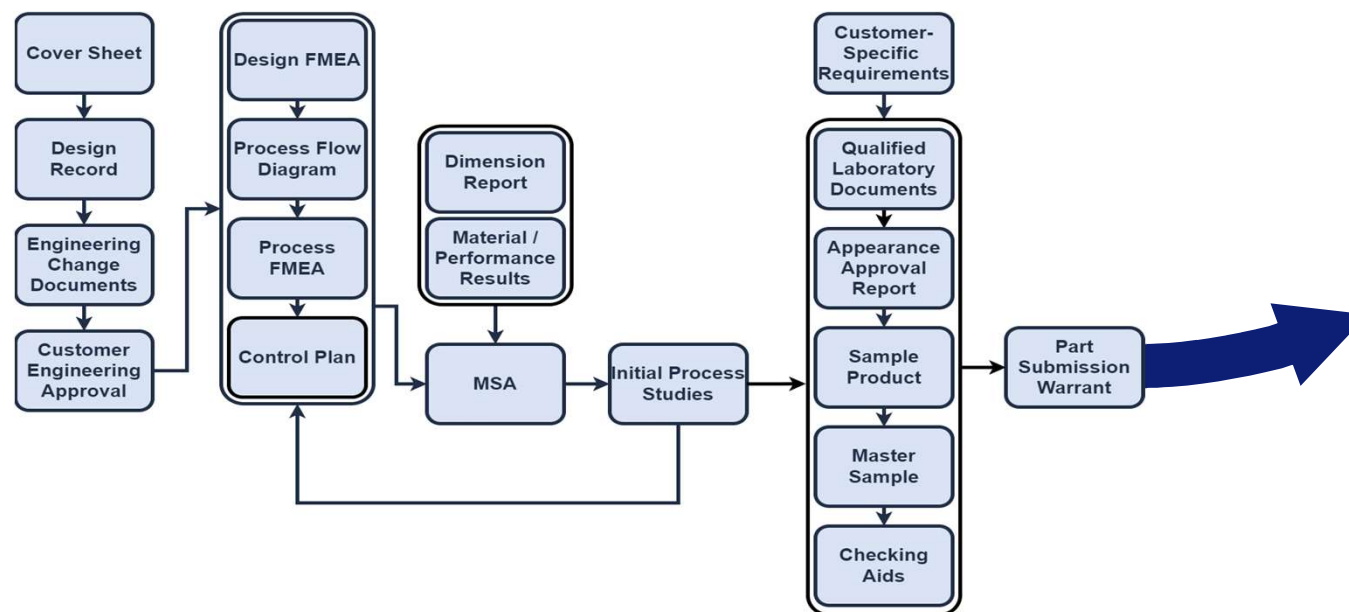 Cover Sheet
Design
Record
Engineering
Change
Documents
Customer
Engineering
Approval
Design FMEA
Process Flow
Diagram
Process
FMEA
Control Plan
Dimension
Report
Material /
Performance
Results
MSA
Initial Process
Studies
Customer-
Specific
Requirements
Qualified
Laboratory
Documents
Appearance
Approval
Report
Sample
Product
Master
Sample
Checking
Aids
Part
Submission
Warrant